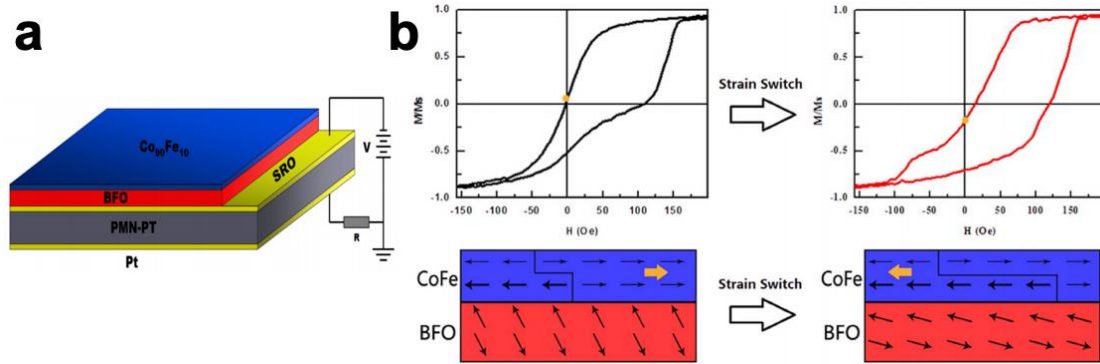 a
Co90Fe10
BFO
SRO
PMN-PT
Pt
V
R
b
M/Ms
1.0
0.5
0.0
-0.5
-1.0
-150 -100 -50 0 50 100 150
H (Oe)
Strain Switch
M/Ms
1.0
0.5
0.0
-0.5
-1.0
-150 -100 -50 0 50 100 150
H (Oe)
CoFe
BFO
Strain Switch
CoFe
BFO